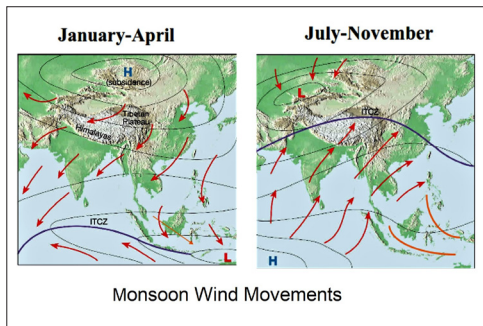 January-April
July-November
H
(subsidence)
Tibetan
Plateau
Himalayas
ITCZ
L
L
ITCZ
H
Monsoon Wind Movements